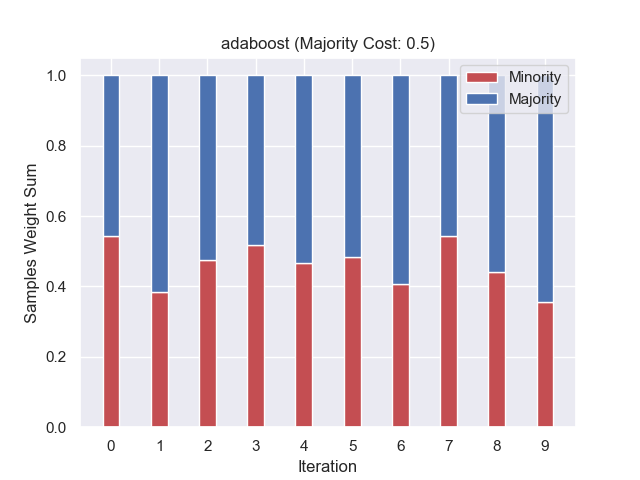 adaboost (Majority Cost: 0.5)
Minority
Majority
Samples Weight Sum
1.0
0.8
0.6
0.4
0.2
0.0
0 1 2 3 4 5 6 7 8 9
Iteration